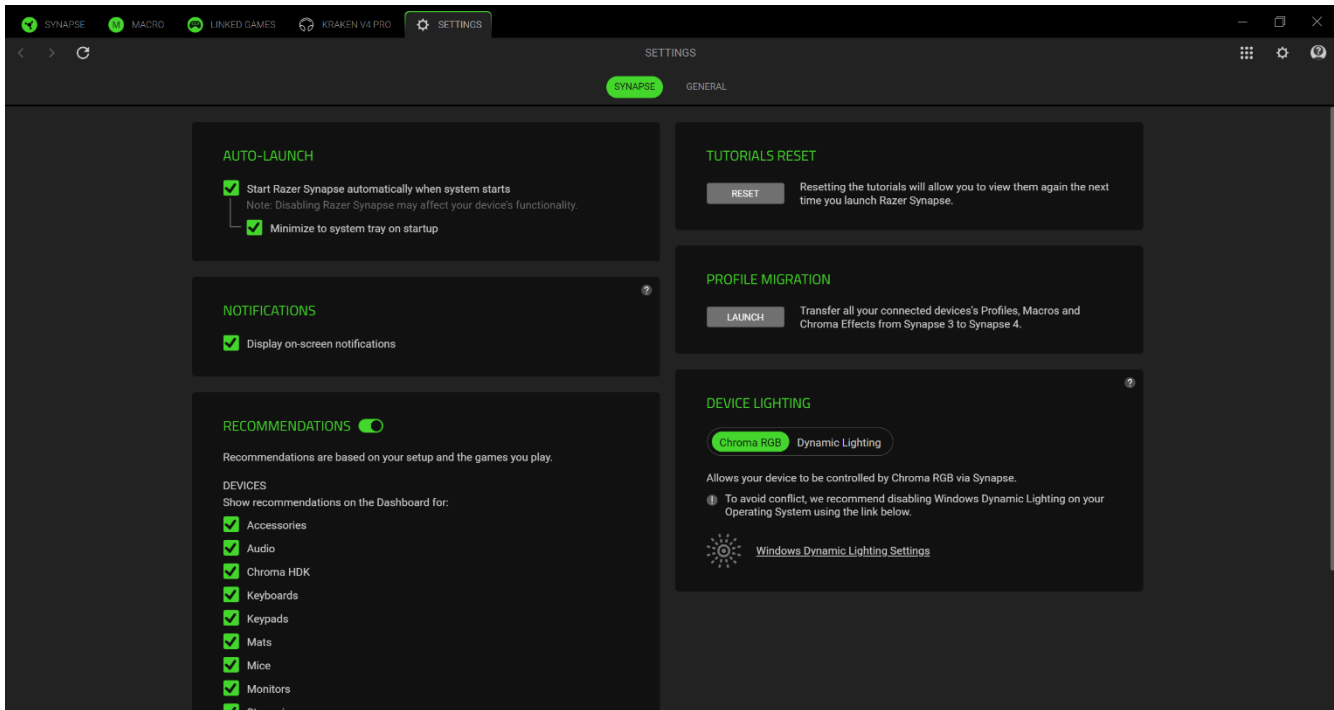 SYNAPSE
M
MACRO
LINKED GAMES
KRAKEN V4 PRO
SETTINGS
SETTINGS
SYNAPSE
GENERAL
AUTO-LAUNCH
Start Razer Synapse automatically when system starts
Note: Disabling Razer Synapse may affect your device's functionality.
Minimize to system tray on startup
?
NOTIFICATIONS
Display on-screen notifications
RECOMMENDATIONS
Recommendations are based on your setup and the games you play.
DEVICES
Show recommendations on the Dashboard for:
Accessories
Audio
Chroma HDK
Keyboards
Keypads
Mats
Mice
Monitors
TUTORIALS RESET
RESET
Resetting the tutorials will allow you to view them again the next
time you launch Razer Synapse.
PROFILE MIGRATION
LAUNCH
Transfer all your connected devices's Profiles, Macros and
Chroma Effects from Synapse 3 to Synapse 4.
?
DEVICE LIGHTING
Chroma RGB
Dynamic Lighting
Allows your device to be controlled by Chroma RGB via Synapse.
To avoid conflict, we recommend disabling Windows Dynamic Lighting on your
Operating System using the link below.
Windows Dynamic Lighting Settings